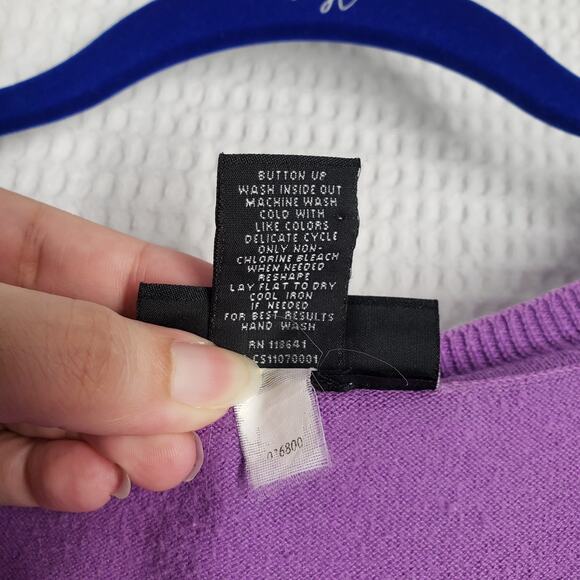 BUTTON UP
WASH INSIDE OUT
MACHINE WASH
COLD WITH
LIKE COLORS
DELICATE CYCLE
ONLY NON-
CHLORINE BLEACH
WHEN NEEDED
RESHAPE
LAY FLAT TO DRY
COOL IRON
IF NEEDED
FOR BEST RESULTS
HAND WASH
RN 118641
CS11070001